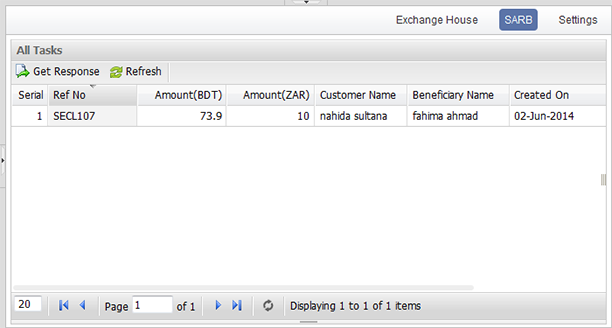 Exchange House SARB Settings
All Tasks
Get Response Refresh
Serial Ref No Amount(BDT) Amount(ZAR) Customer Name Beneficiary Name Created On
1 SECL107 73.9 10 nahida sultana fahima ahmad 02-Jun-2014
20 Page 1 of 1 Displaying 1 to 1 of 1 items